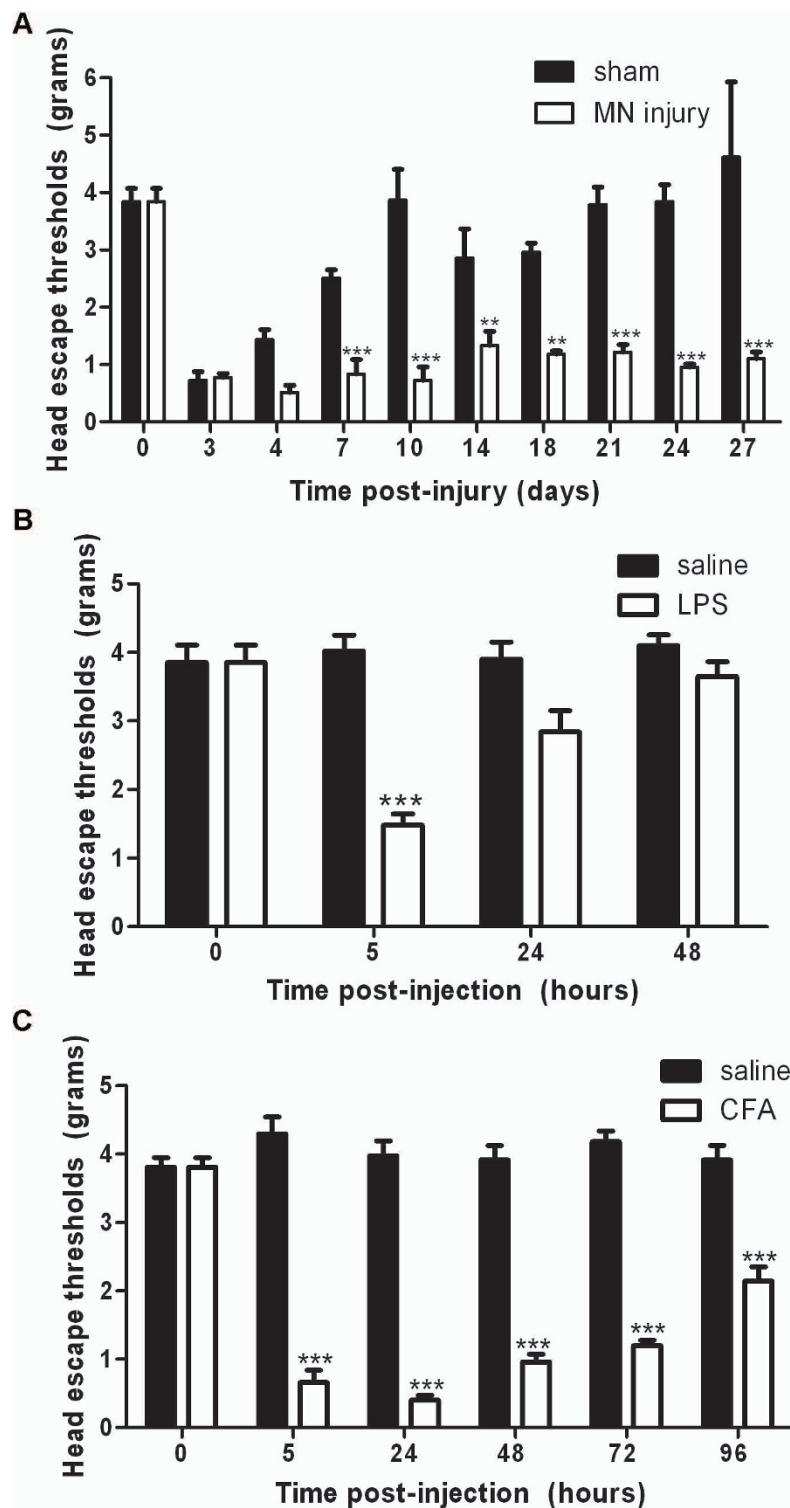 A
Head escape thresholds (grams)
6
5
4
3
2
1
0
sham
MN injury
***
***
**
**
***
***
***
0 3 4 7 10 14 18 21 24 27
Time post-injury (days)
B
Head escape thresholds (grams)
5
4
3
2
1
0
saline
LPS
***
0 5 24 48
Time post-injection (hours)
C
Head escape thresholds (grams)
5
4
3
2
1
0
saline
CFA
***
***
***
***
***
0 5 24 48 72 96
Time post-injection (hours)